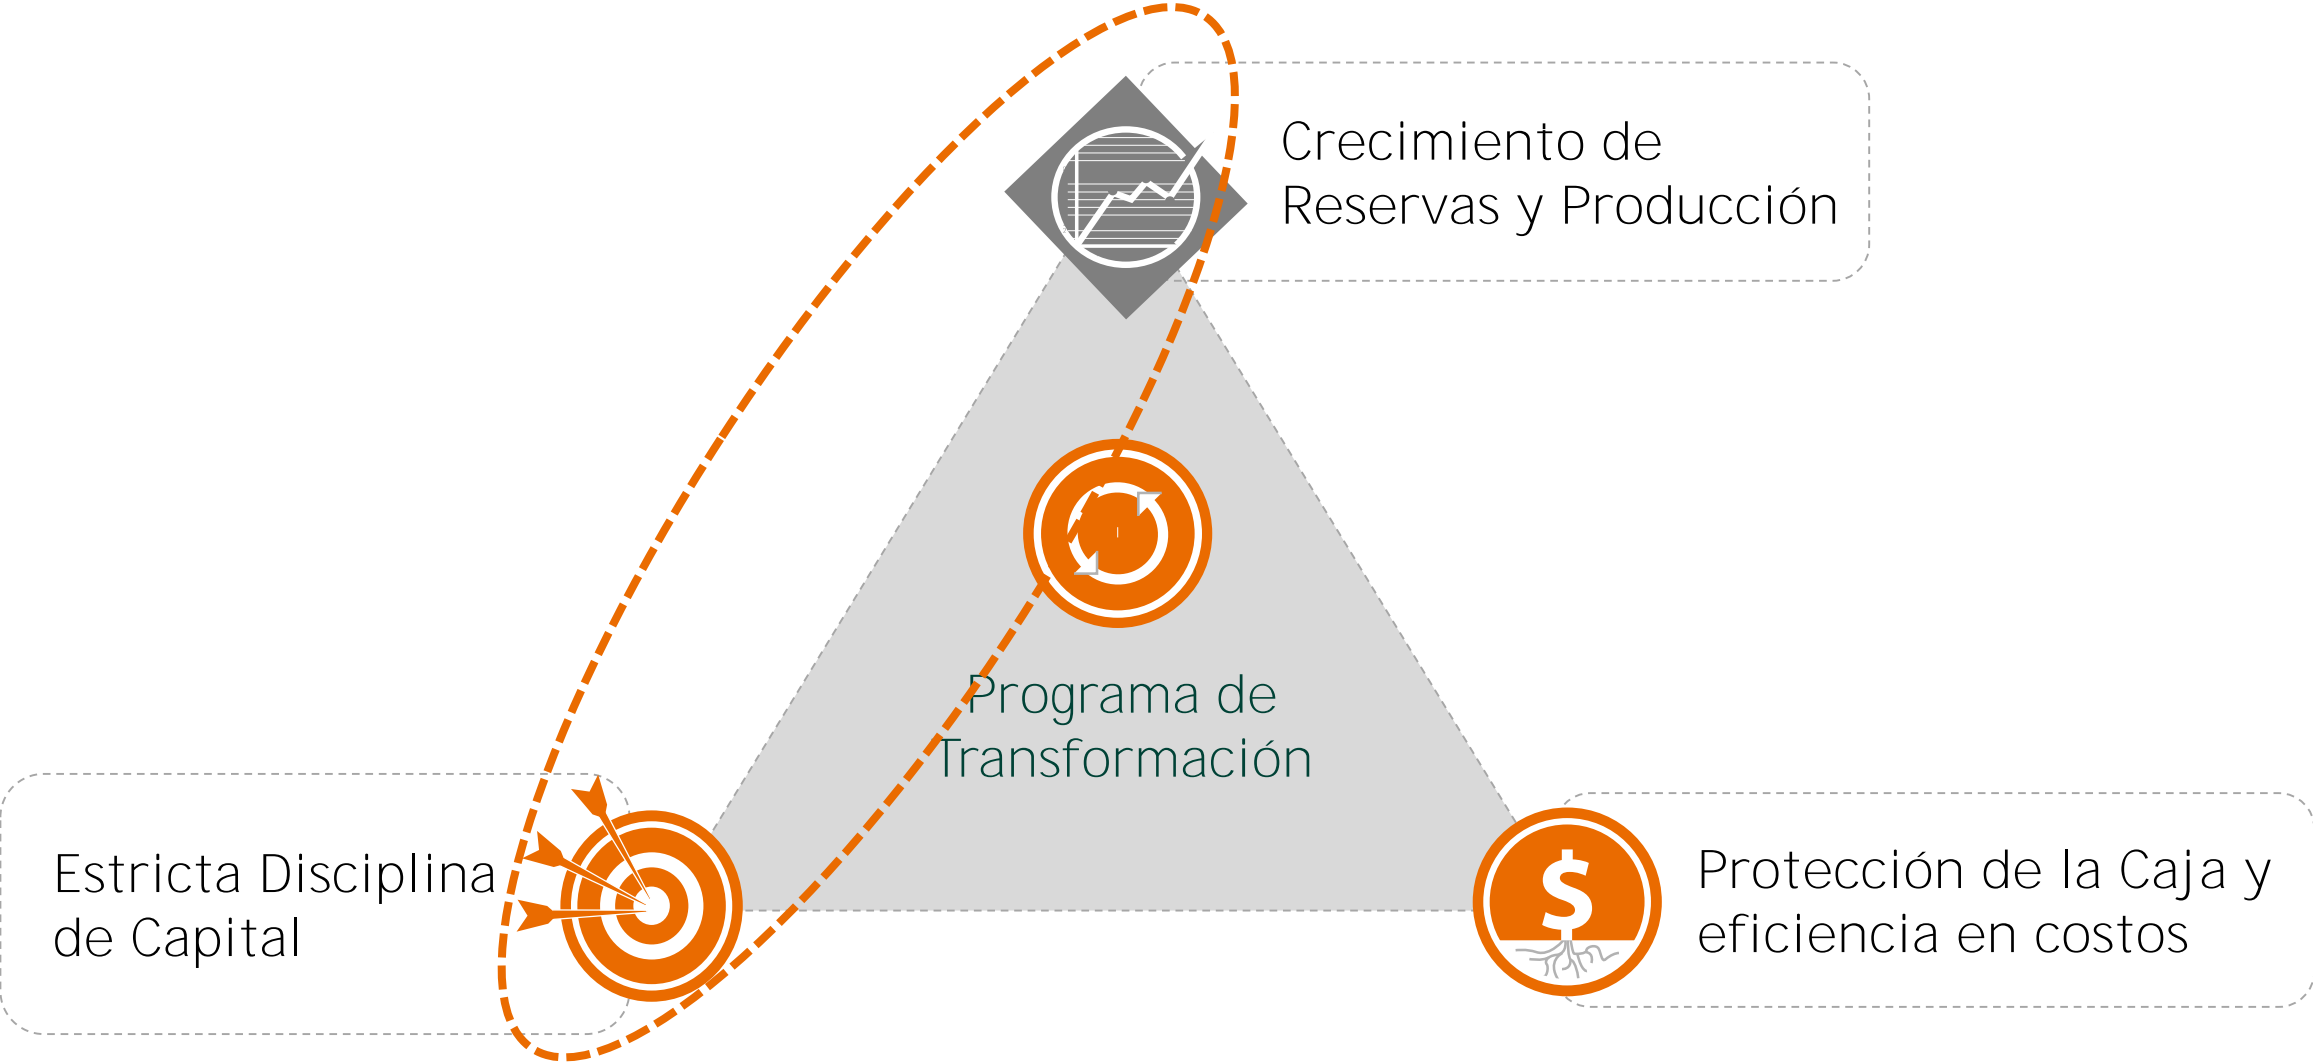 Crecimiento de
Reservas y Producción
Programa de
Transformación
Estricta Disciplina
de Capital
$
Protección de la Caja y
eficiencia en costos